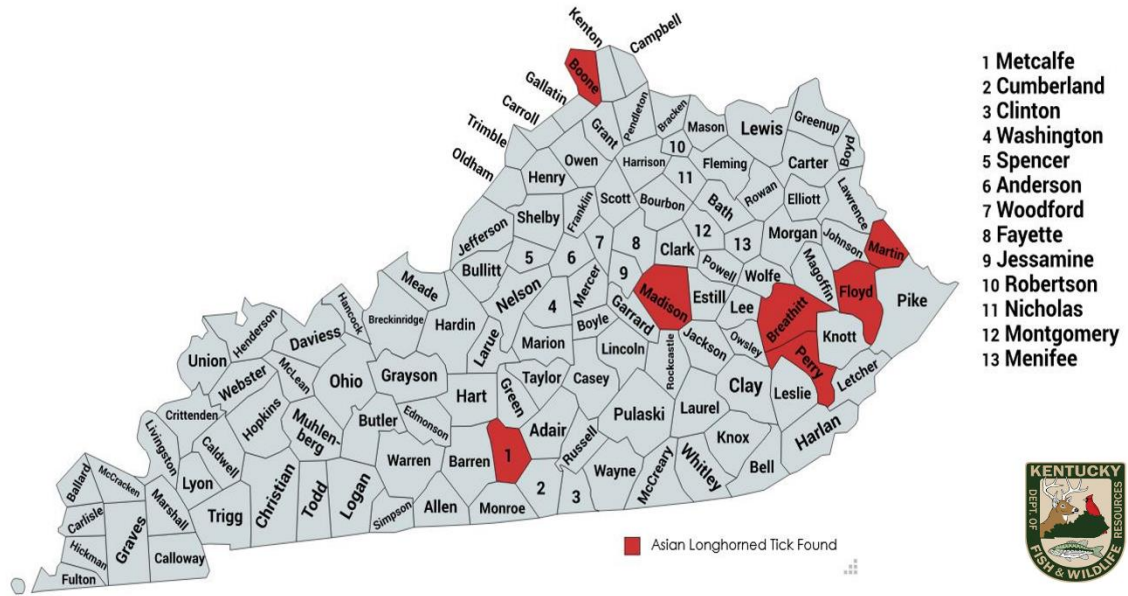 Kenton
Campbell
Boone
Gallatin
Carroll
Trimble
Oldham
Grant
Pendleton
Bracken
Mason
Lewis
Greenup
Boyd
10
Owen
Harrison
Fleming
Carter
Henry
11
Rowan
Elliott
Lawrence
Shelby
Franklin
Scott
Bourbon
Bath
Jefferson
7
8
12
13
Morgan
Johnson
Martin
5
6
Clark
Magoffin
Bullitt
Mercer
9
Powell
Wolfe
Floyd
Pike
Meade
Nelson
Madison
Estill
Lee
Breathitt
Hancock
Breckinridge
Hardin
4
Garrard
Boyle
Owsley
Knott
Henderson
Daviess
Larue
Marion
Lincoln
Rockcastle
Jackson
Perry
Letcher
Union
Webster
McLean
Ohio
Grayson
Taylor
Casey
Clay
Leslie
Hart
Green
Crittenden
Hopkins
Muhlen-
berg
Butler
Edmonson
Adair
Pulaski
Laurel
Harlan
Livingston
Caldwell
Warren
Barren
1
Russell
Knox
Ballard
McCracken
Lyon
Christian
Todd
Logan
2
3
Wayne
McCreary
Whitley
Bell
Carlisle
Marshall
Trigg
Simpson
Allen
Monroe
Hickman
Graves
Calloway
Fulton
1 Metcalfe
2 Cumberland
3 Clinton
4 Washington
5 Spencer
6 Anderson
7 Woodford
8 Fayette
9 Jessamine
10 Robertson
11 Nicholas
12 Montgomery
13 Menifee
Asian Longhorned Tick Found
KENTUCKY
DEPT. OF
FISH & WILDLIFE
RESOURCES